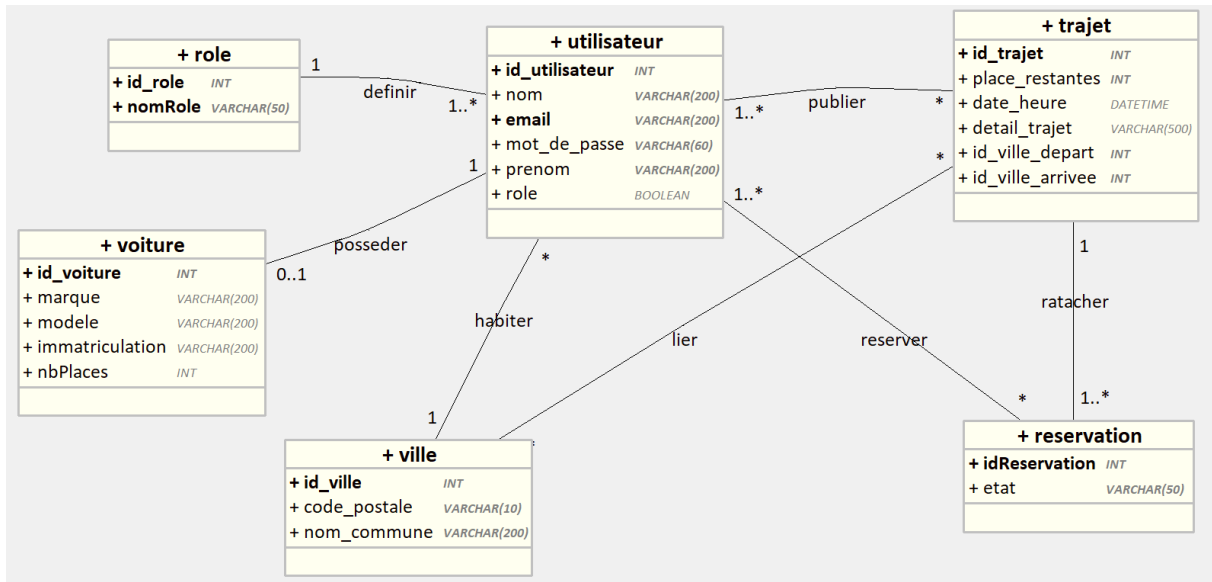 + role
+ id_role INT
+ nomRole VARCHAR(50)
1
definir
1..*
+ utilisateur
+ id_utilisateur INT
+ nom VARCHAR(200)
+ email VARCHAR(200)
+ mot_de_passe VARCHAR(60)
+ prenom VARCHAR(200)
+ role BOOLEAN
1..*
publier
*
+ trajet
+ id_trajet INT
+ place_restantes INT
+ date_heure DATETIME
+ detail_trajet VARCHAR(500)
+ id_ville_depart INT
+ id_ville_arrivee INT
1
posseder
0..1
+ voiture
+ id_voiture INT
+ marque VARCHAR(200)
+ modele VARCHAR(200)
+ immatriculation VARCHAR(200)
+ nbPlaces INT
*
habiter
1
*
lier
*
1..*
reserver
*
1
ratacher
1..*
+ ville
+ id_ville INT
+ code_postale VARCHAR(10)
+ nom_commune VARCHAR(200)
+ reservation
+ idReservation INT
+ etat VARCHAR(50)